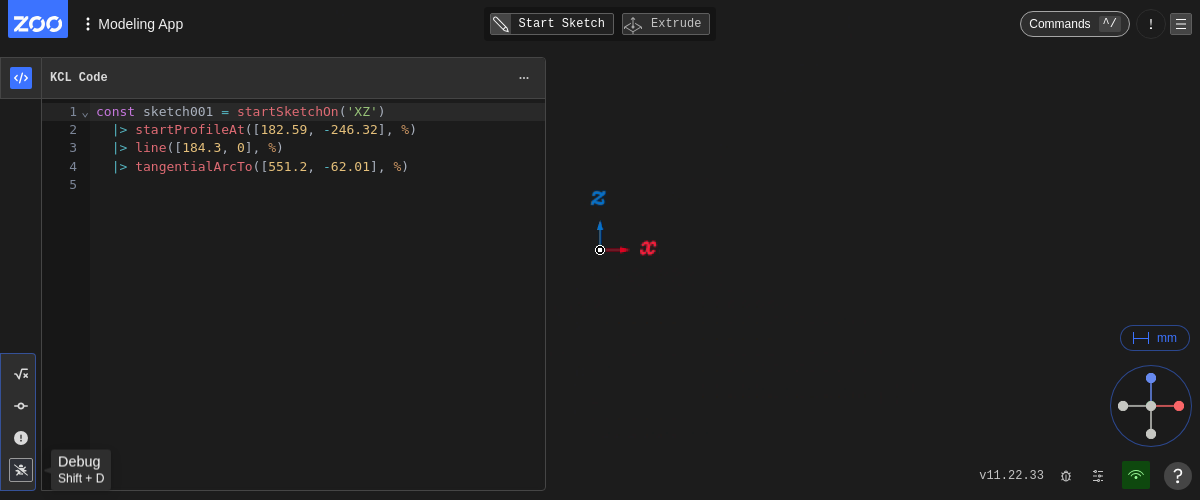 ZOO
Modeling App
Start Sketch
Extrude
Commands ^/
!
KCL Code
...
1 const sketch001 = startSketchOn('XZ')
2 |> startProfileAt([182.59, -246.32], %)
3 |> line([184.3, 0], %)
4 |> tangentialArcTo([551.2, -62.01], %)
5
z
x
mm
Debug
Shift + D
v11.22.33
?